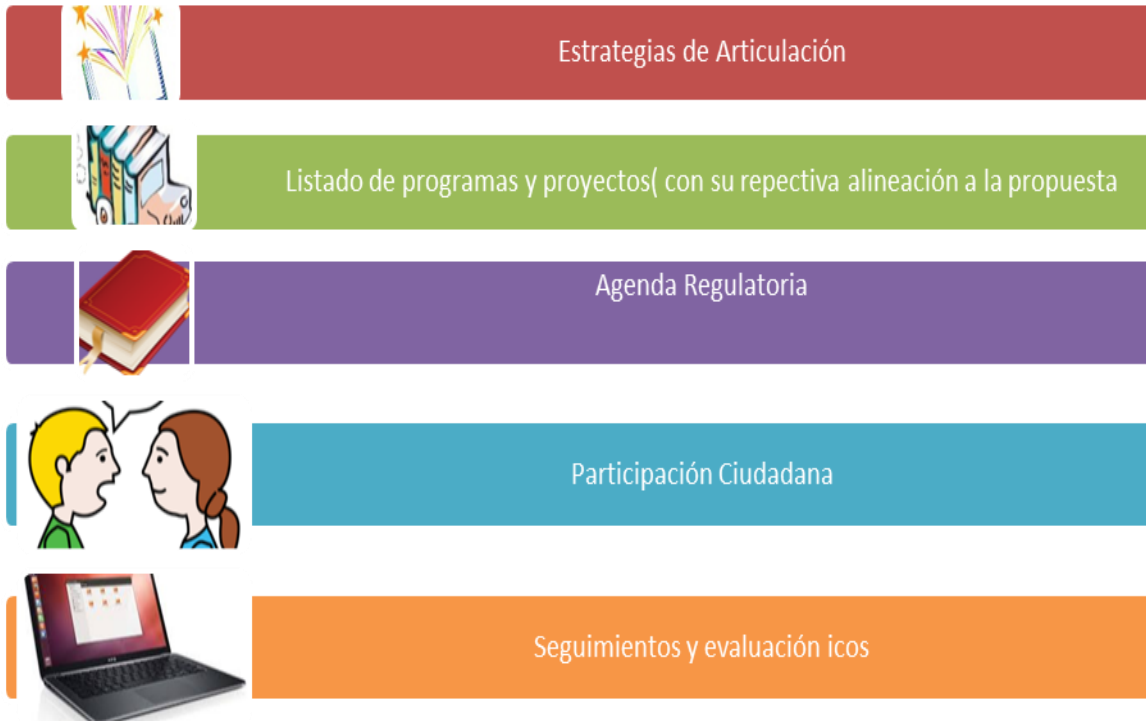 Estrategias de Articulación
Listado de programas y proyectos( con su repectiva alineación a la propuesta
Agenda Regulatoria
Participación Ciudadana
Seguimientos y evaluación icos